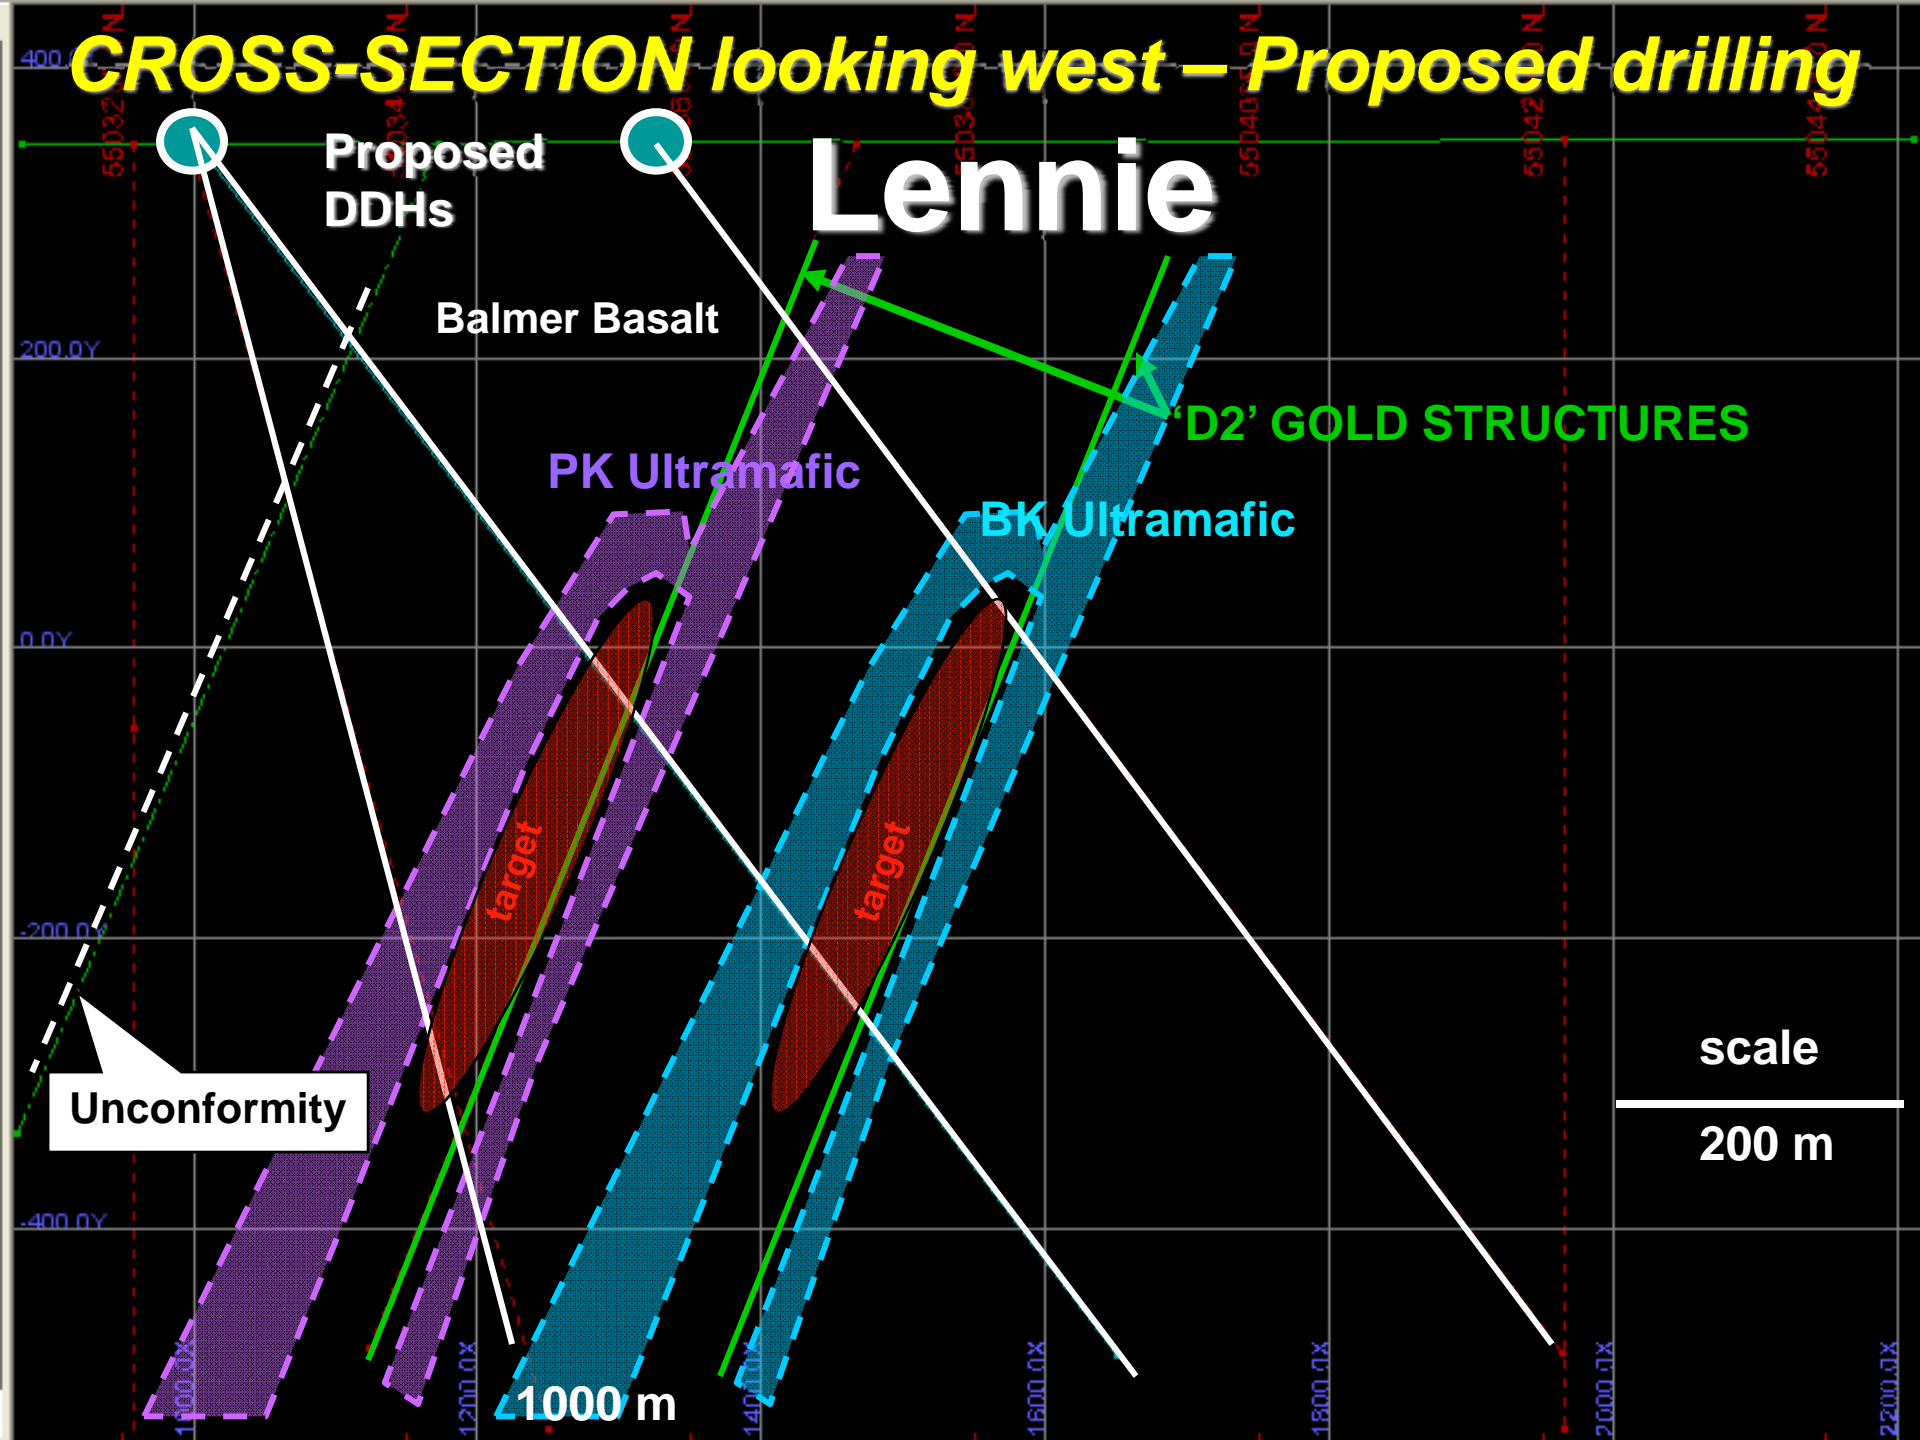 CROSS-SECTION looking west – Proposed drilling
400.
Proposed
DDHs
Lennie
Balmer Basalt
200.0Y
‘D2’ GOLD STRUCTURES
PK Ultramafic
BK Ultramafic
0.0Y
target
target
-200.0Y
Unconformity
scale
200 m
-400.0Y
1000 m
1200.0X
1600.0X
1800.0X
2000.0X
2200.0X